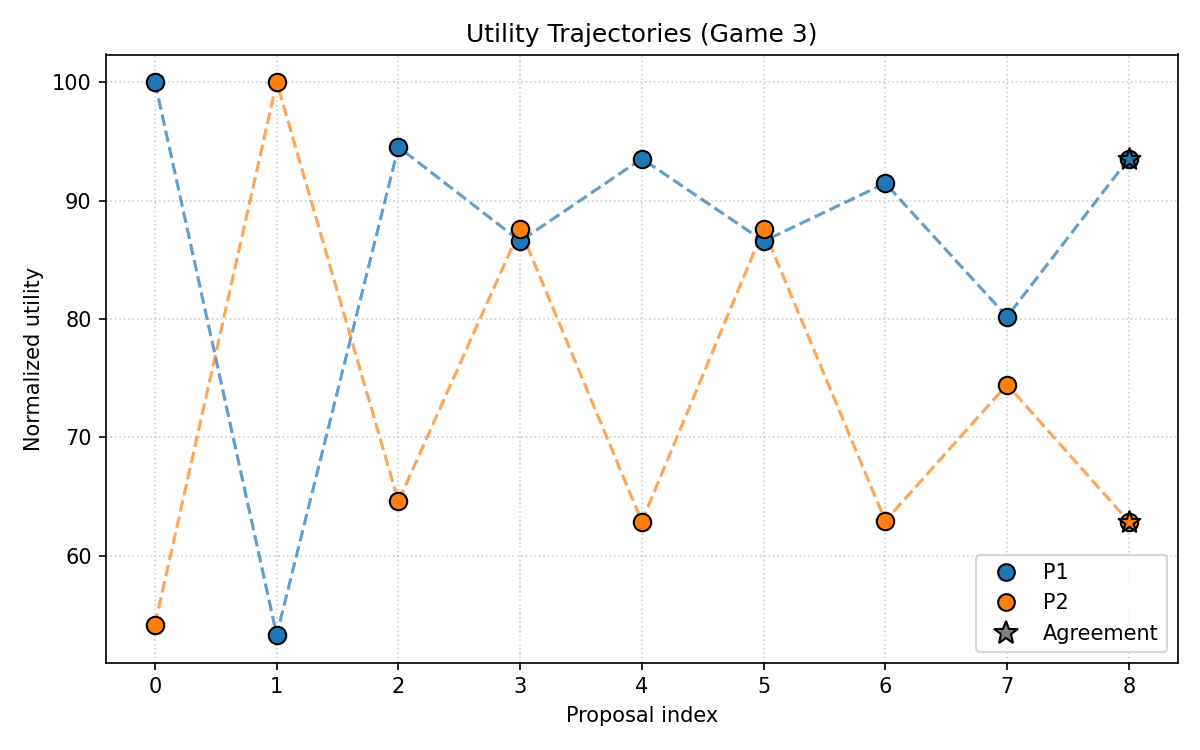 Utility Trajectories (Game 3)
Normalized utility
100
90
80
70
60
0 1 2 3 4 5 6 7 8
Proposal index
P1
P2
Agreement